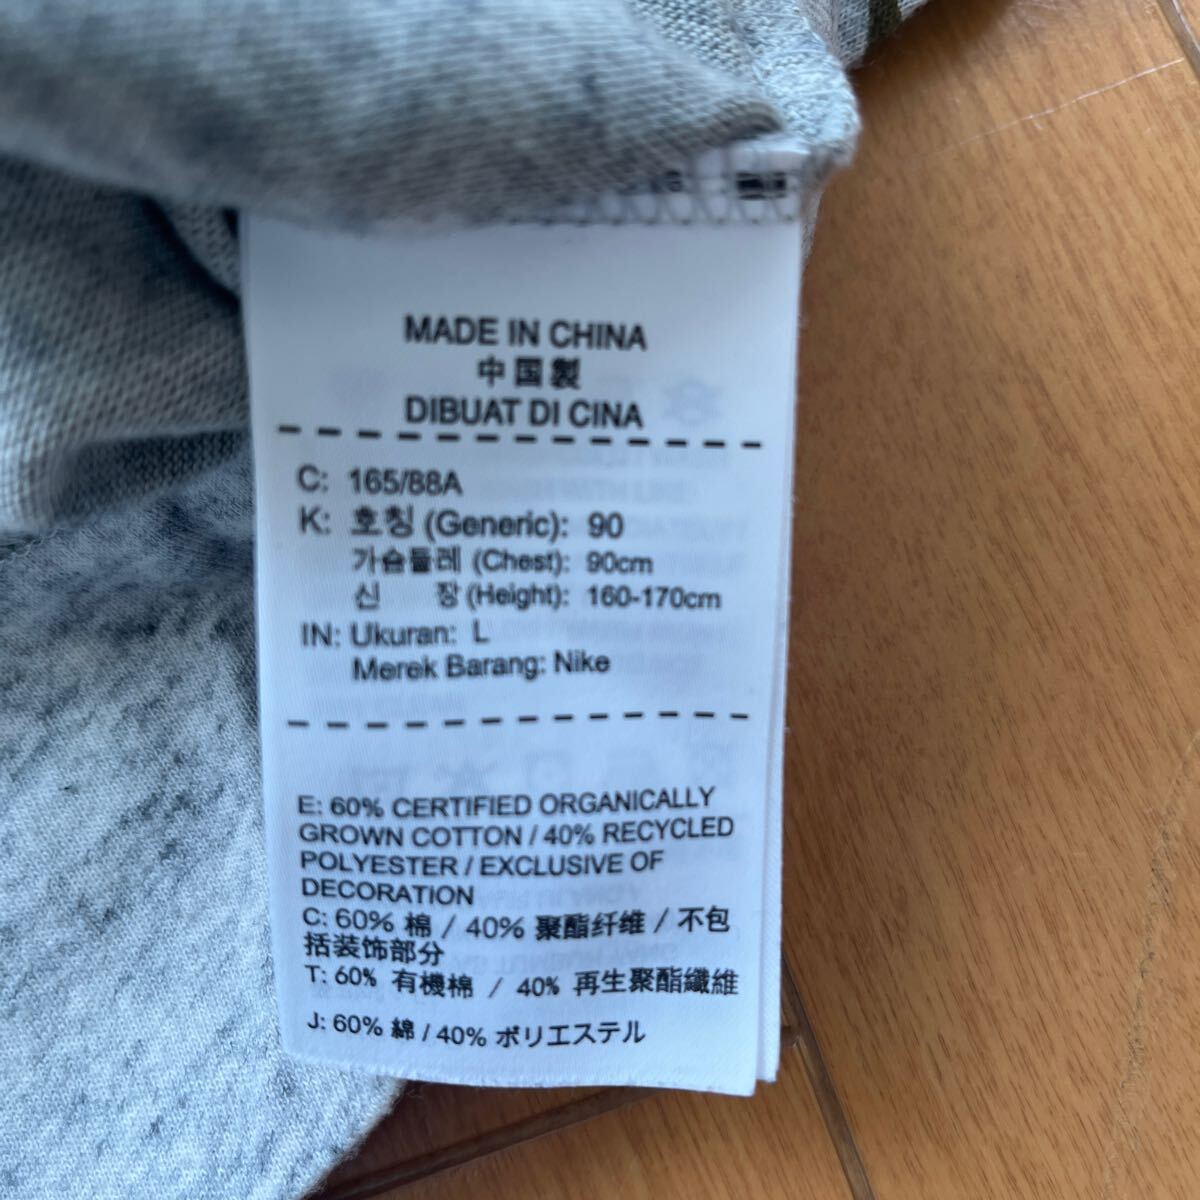 MADE IN CHINA
中国製
DIBUAT DI CINA
C: 165/88A
K: 호칭 (Generic): 90
가슴둘레 (Chest): 90cm
신 장 (Height): 160-170cm
IN: Ukuran: L
Merek Barang: Nike
E: 60% CERTIFIED ORGANICALLY
GROWN COTTON / 40% RECYCLED
POLYESTER / EXCLUSIVE OF
DECORATION
C: 60% 棉 / 40% 聚酯纤维 / 不包
括装饰部分
T: 60% 有機棉 / 40% 再生聚酯纖維
J: 60% 綿 / 40% ポリエステル